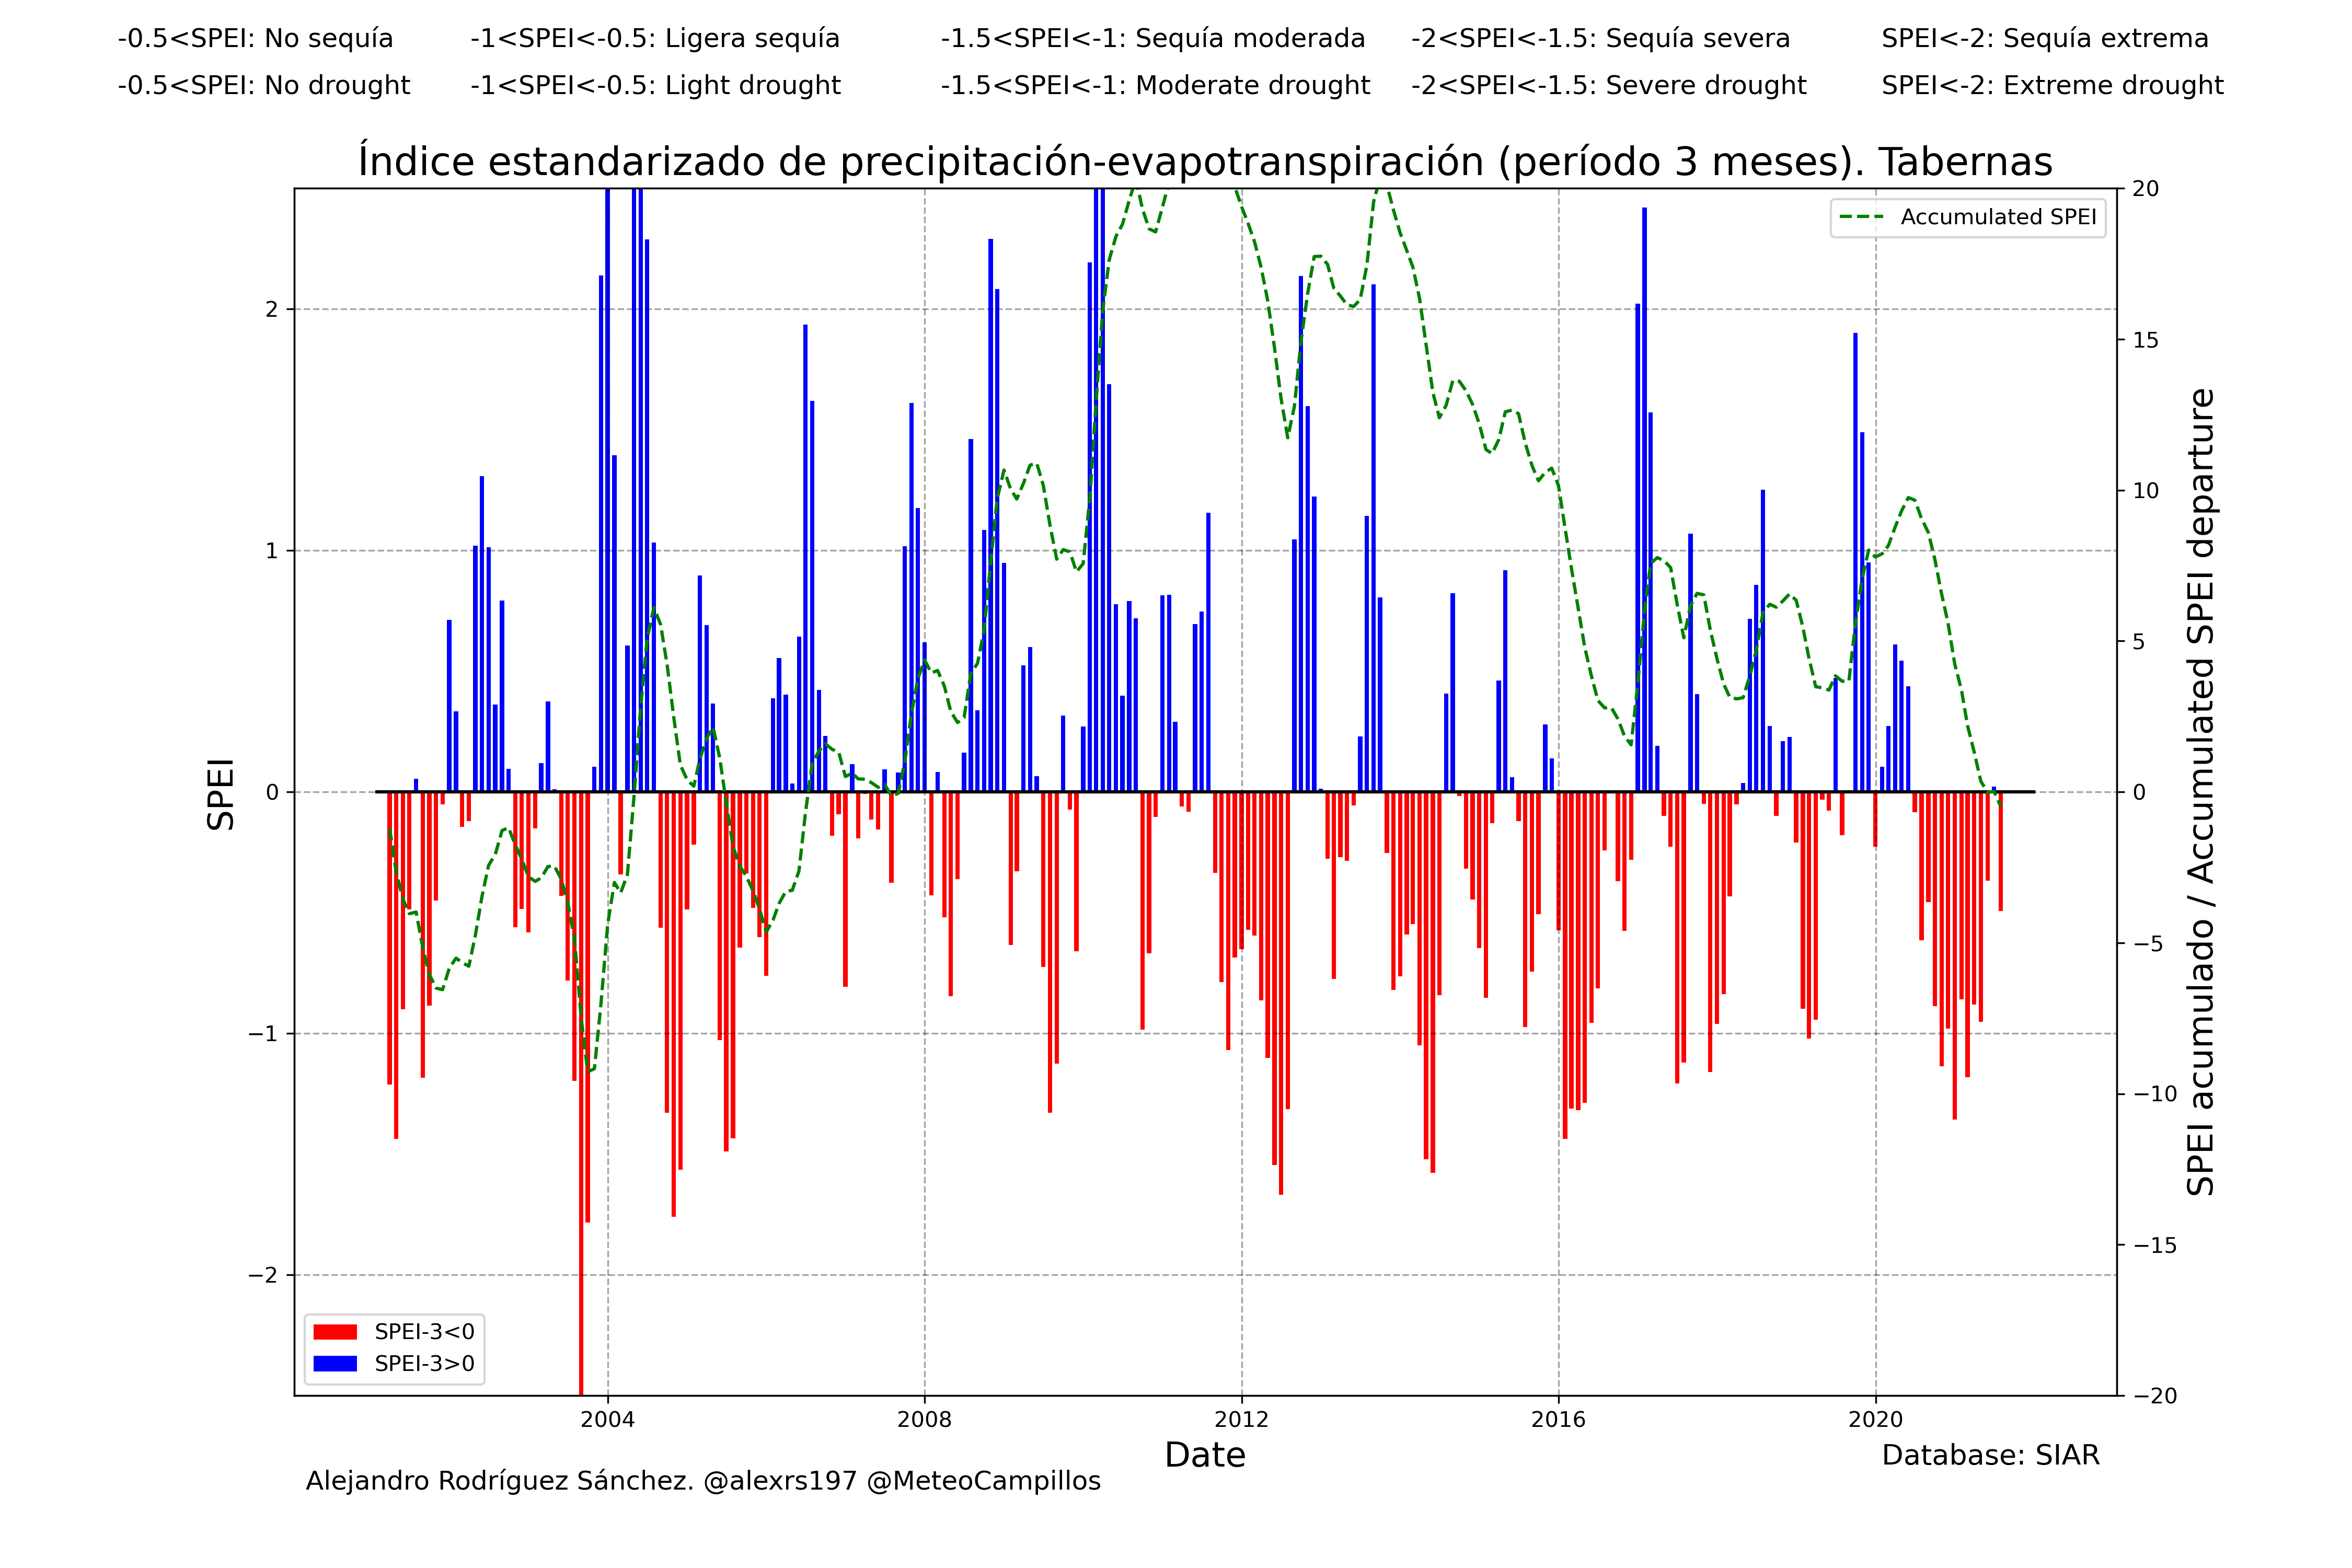 -0.5<SPEI: No sequía -1<SPEI<-0.5: Ligera sequía -1.5<SPEI<-1: Sequía moderada -2<SPEI<-1.5: Sequía severa SPEI<-2: Sequía extrema
-0.5<SPEI: No drought -1<SPEI<-0.5: Light drought -1.5<SPEI<-1: Moderate drought -2<SPEI<-1.5: Severe drought SPEI<-2: Extreme drought
Índice estandarizado de precipitación-evapotranspiración (período 3 meses). Tabernas
Accumulated SPEI
SPEI
2
1
0
−1
−2
20
15
10
5
0
−5
−10
−15
−20
SPEI acumulado / Accumulated SPEI departure
SPEI-3<0
SPEI-3>0
2004 2008 2012 2016 2020
Date
Database: SIAR
Alejandro Rodríguez Sánchez. @alexrs197 @MeteoCampillos